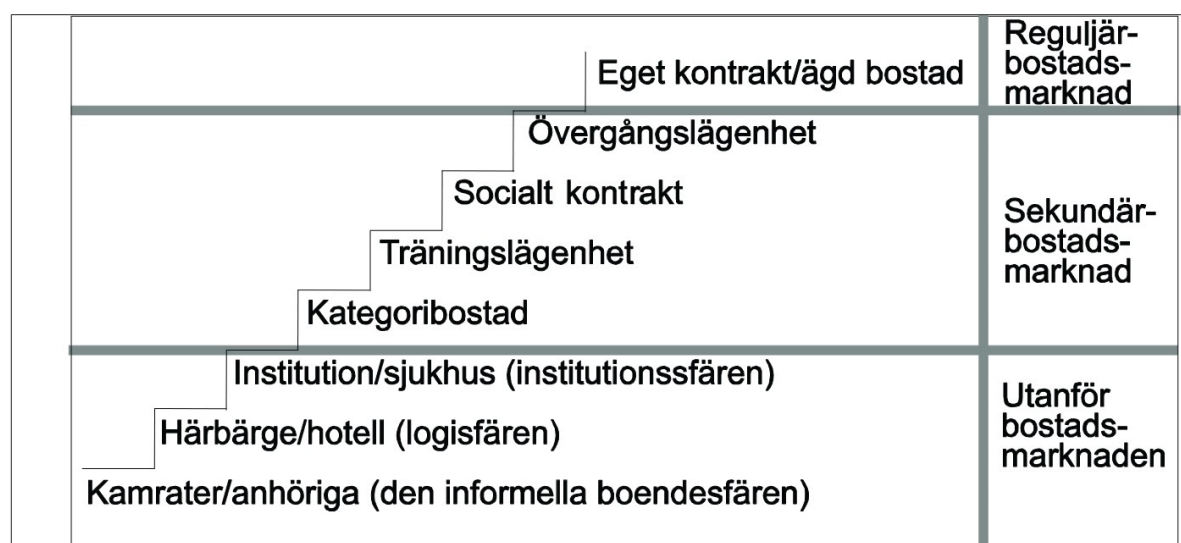 Eget kontrakt/ägd bostad
Reguljär-
bostads-
marknad
Övergångslägenhet
Socialt kontrakt
Träningslägenhet
Kategoribostad
Sekundär-
bostads-
marknad
Institution/sjukhus (institutionssfären)
Härbärge/hotell (logisfären)
Kamrater/anhöriga (den informella boendesfären)
Utanför
bostads-
marknaden